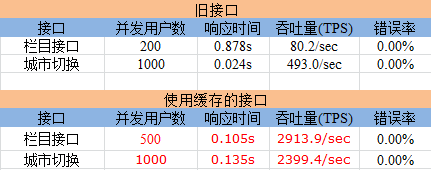 旧接口
接口 并发用户数 响应时间 吞吐量(TPS) 错误率
栏目接口 200 0.878s 80.2/sec 0.00%
城市切换 1000 0.024s 493.0/sec 0.00%
使用缓存的接口
接口 并发用户数 响应时间 吞吐量(TPS) 错误率
栏目接口 500 0.105s 2913.9/sec 0.00%
城市切换 1000 0.135s 2399.4/sec 0.00%